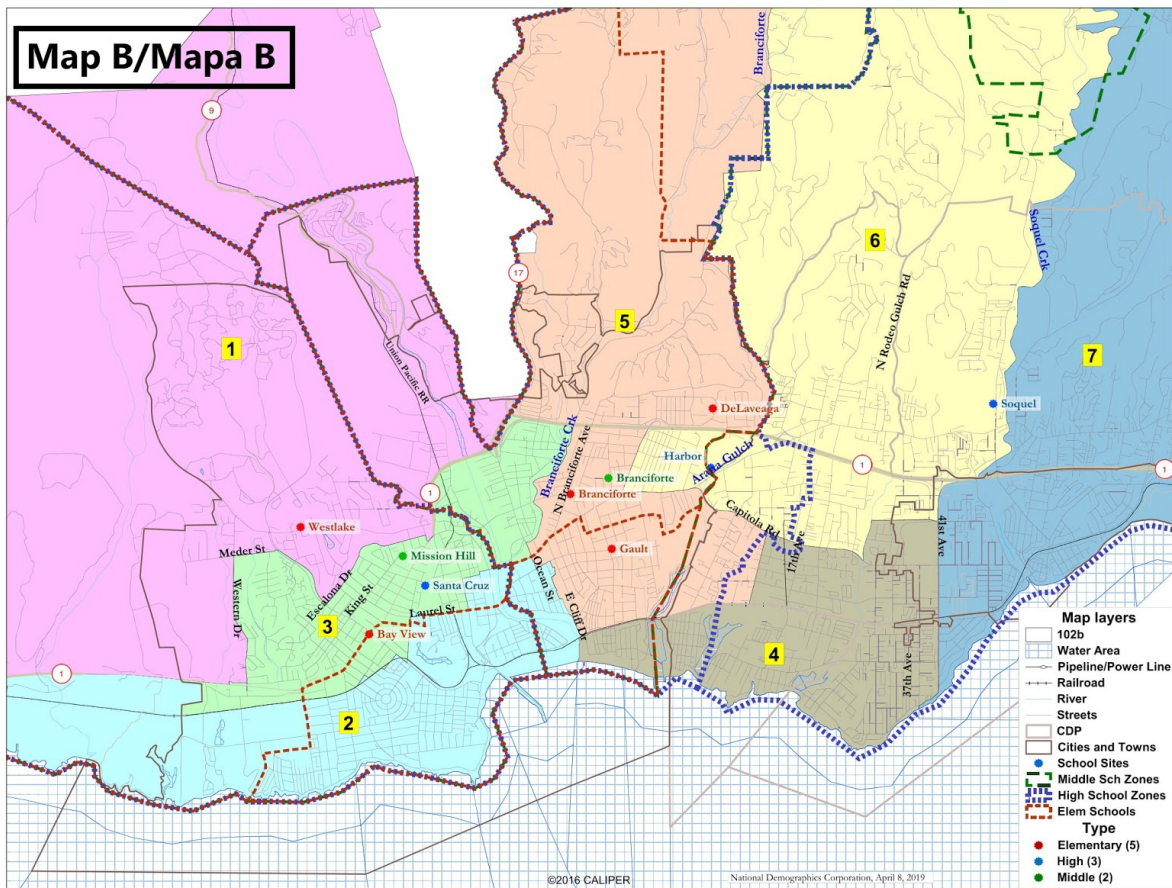 Map B/Mapa B
9
Branciforte
6
Soquel Crk
1
17
5
N Rodeo Gulch Rd
7
Union Pacific RR
DeLaveaga
Soquel
Branciforte Crk
N Branciforte Ave
Harbor
Arana Gulch
1
1
1
Branciforte
Branciforte
Capitola Rd
41st Ave
Westlake
Meder St
Mission Hill
Gault
17th Ave
Western Dr
Escalona Dr
King St
Santa Cruz
Laurel St
Ocean St
E Cliff Dr
3
Bay View
4
37th Ave
1
2
Map layers
102b
Water Area
Pipeline/Power Line
Railroad
River
Streets
CDP
Cities and Towns
School Sites
Middle Sch Zones
High School Zones
Elem Schools
Type
Elementary (5)
High (3)
Middle (2)
©2016 CALIPER
National Demographics Corporation, April 8, 2019